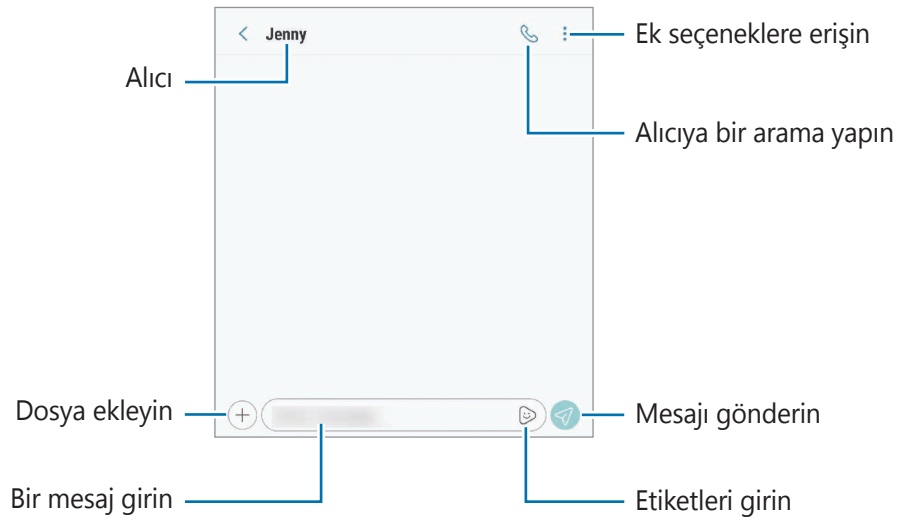 Jenny
Ek seçeneklere erişin
Alıcı
Alıcıya bir arama yapın
Dosya ekleyin
Mesajı gönderin
Bir mesaj girin
Etiketleri girin